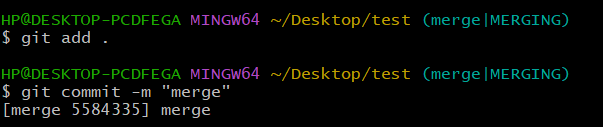 HP@DESKTOP-PCDFEGA MINGW64 ~/Desktop/test (merge|MERGING)
$ git add .
HP@DESKTOP-PCDFEGA MINGW64 ~/Desktop/test (merge|MERGING)
$ git commit -m "merge"
[merge 5584335] merge